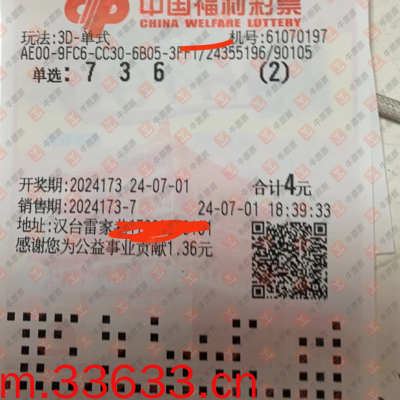 中国福利彩票
CHINA WELFARE LOTTERY
玩法:3D-单式 机号:61070197
AE00-9FC6-CC30-6B05-3FF1/24355196/90105
单选: 7 3 6 (2)
开奖期:2024173 24-07-01 合计4元
销售期:2024173-7 24-07-01 18:39:33
地址:汉台雷家
感谢您为公益事业贡献1.36元
m.33633.cn